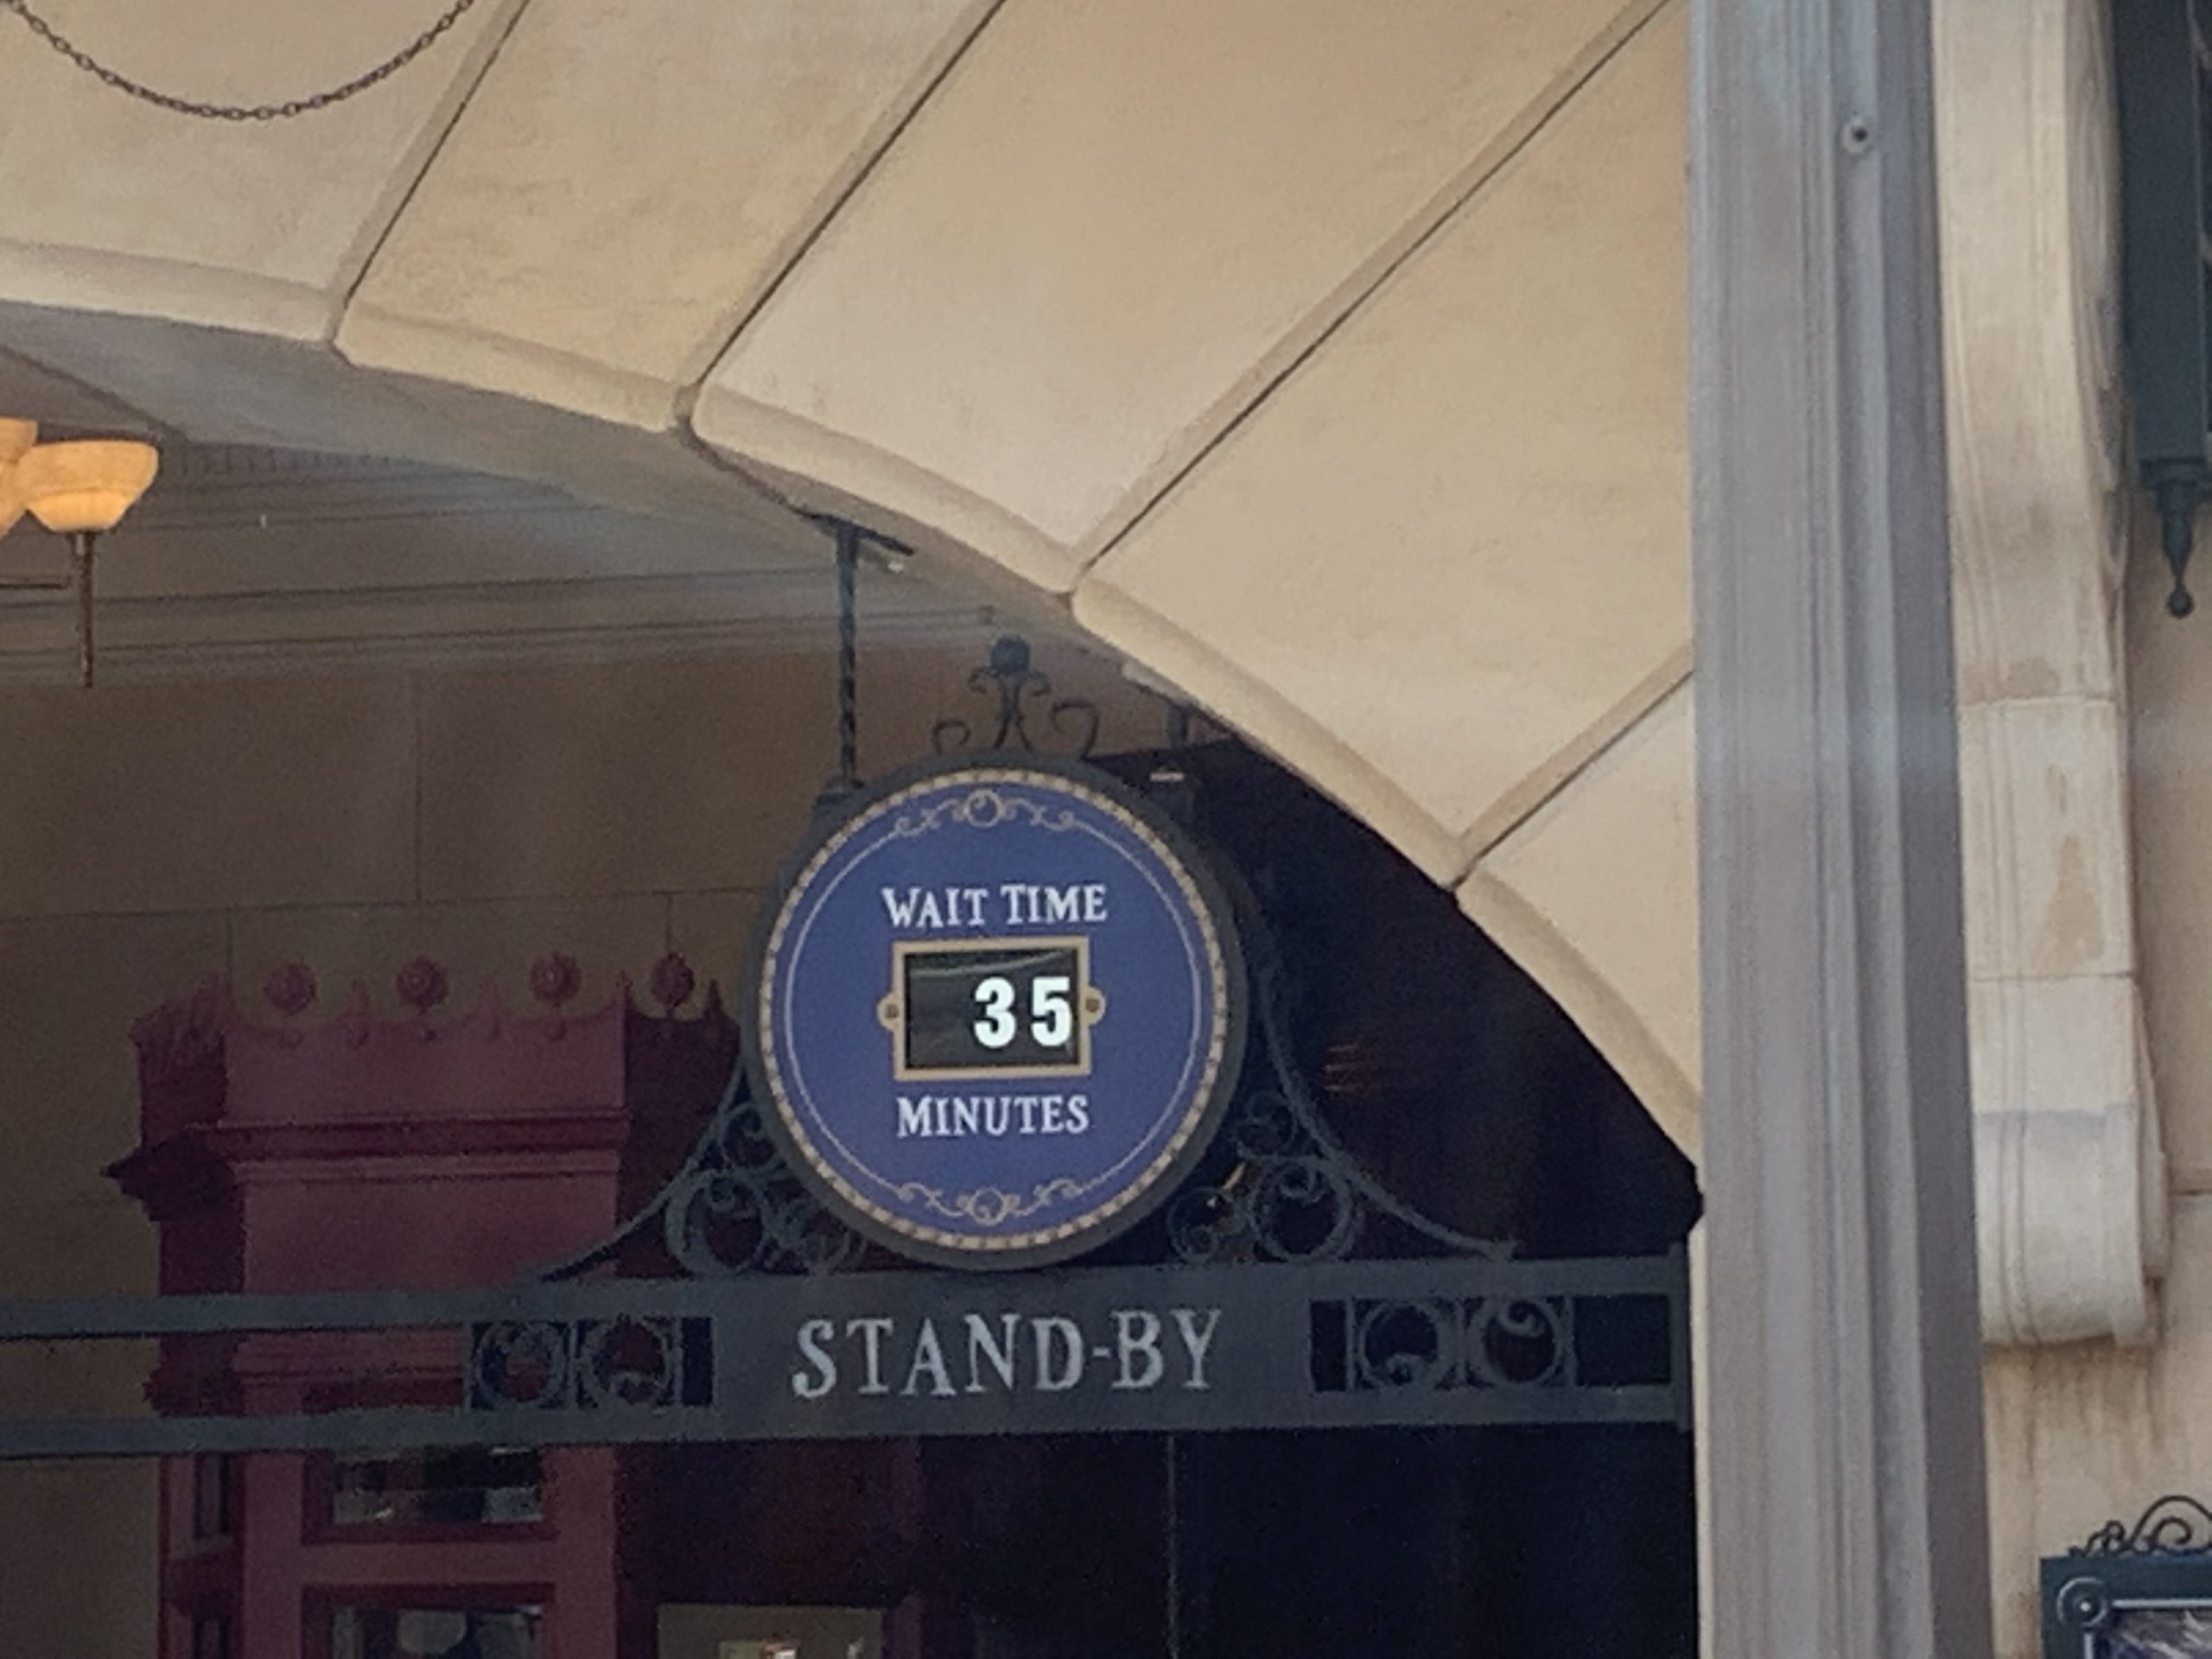 WAIT TIME
35
MINUTES
STAND-BY